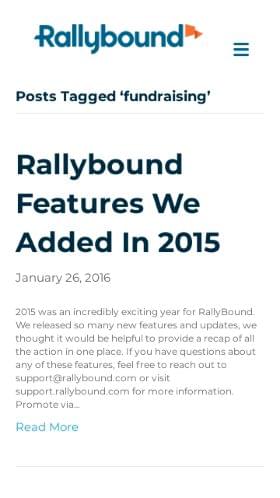 Rallybound
Posts Tagged ‘fundraising’
Rallybound
Features We
Added In 2015
January 26, 2016
2015 was an incredibly exciting year for RallyBound.
We released so many new features and updates, we
thought it would be helpful to provide a recap of all
the action in one place. If you have questions about
any of these features, feel free to reach out to
support@rallybound.com or visit
support.rallybound.com for more information.
Promote via...
Read More